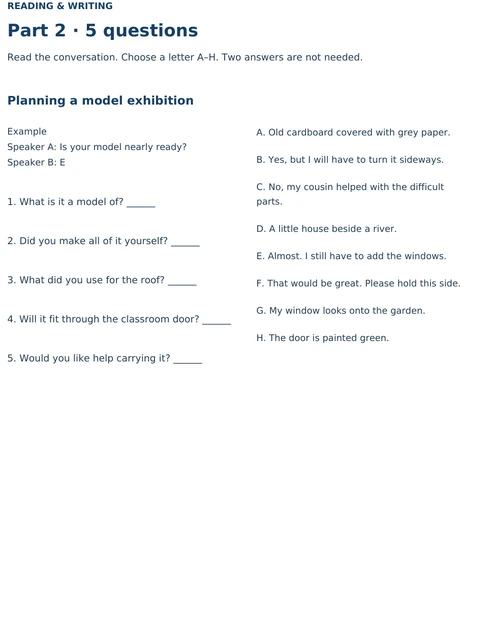 READING & WRITING
Part 2 · 5 questions
Read the conversation. Choose a letter A–H. Two answers are not needed.
Planning a model exhibition
Example
Speaker A: Is your model nearly ready?
Speaker B: E
1. What is it a model of? ______
2. Did you make all of it yourself? ______
3. What did you use for the roof? ______
4. Will it fit through the classroom door? ______
5. Would you like help carrying it? ______
A. Old cardboard covered with grey paper.
B. Yes, but I will have to turn it sideways.
C. No, my cousin helped with the difficult
parts.
D. A little house beside a river.
E. Almost. I still have to add the windows.
F. That would be great. Please hold this side.
G. My window looks onto the garden.
H. The door is painted green.